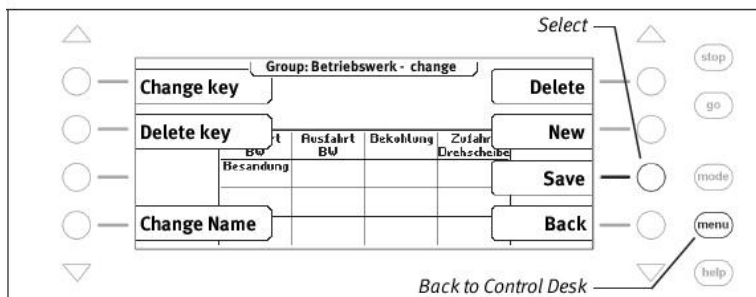 Select
Group: Betriebswerk - change
stop
Change key
Delete
go
Delete key
New
rt
BW
Ausfahrt
BW
Bekohlung
Zufahr
Drehscheibe
Besandung
Save
mode
Change Name
Back
menu
help
Back to Control Desk